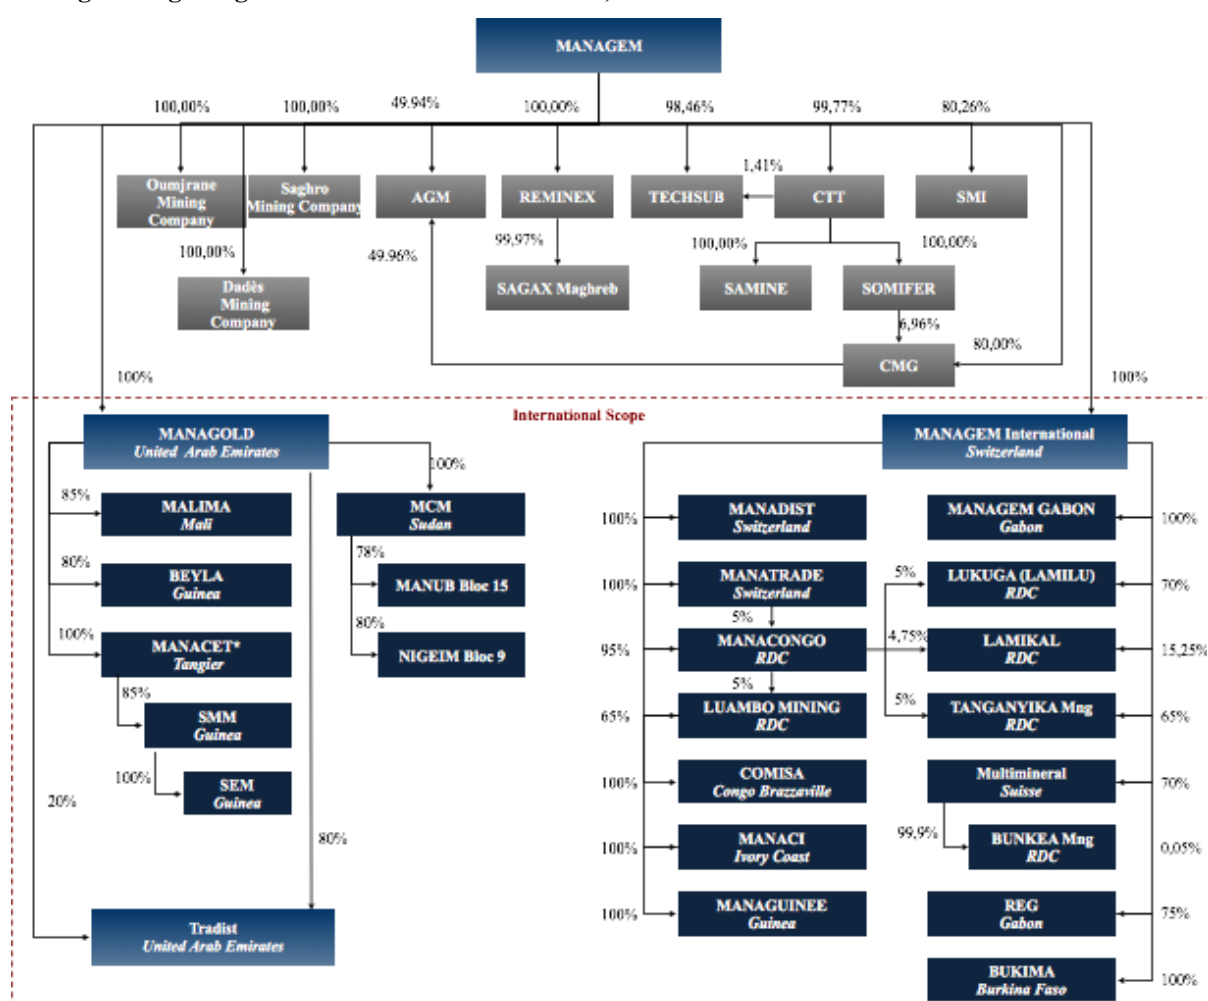 MANAGEM
100,00%
100,00%
49.94%
100,00%
98,46%
99,77%
80,26%
1,41%
Oumjrane
Mining
Company
Saghro
Mining Company
AGM
REMINEX
TECHSUB
CTT
SMI
100,00%
49.96%
99,97%
100,00%
100,00%
Dadès
Mining
Company
SAGAX Maghreb
SAMINE
SOMIFER
6,96%
80,00%
CMG
100%
100%
International Scope
MANAGOLD
United Arab Emirates
MANAGEM International
Switzerland
100%
85%
MALIMA
Mali
MCM
Sudan
100%
MANADIST
Switzerland
MANAGEM GABON
Gabon
100%
78%
80%
BEYLA
Guinea
MANUB Bloc 15
100%
MANATRADE
Switzerland
5%
LUKUGA (LAMILU)
RDC
70%
5%
80%
100%
MANACET*
Tangier
NIGEIM Bloc 9
95%
MANACONGO
RDC
4,75%
LAMIKAL
RDC
15,25%
85%
5%
SMM
Guinea
65%
LUAMBO MINING
RDC
5%
TANGANYIKA Mng
RDC
65%
100%
SEM
Guinea
100%
COMISA
Congo Brazzaville
Multimineral
Suisse
70%
20%
80%
100%
MANACI
Ivory Coast
99,9%
BUNKEA Mng
RDC
0,05%
100%
MANAGUINEE
Guinea
REG
Gabon
75%
Tradist
United Arab Emirates
BUKIMA
Burkina Faso
100%